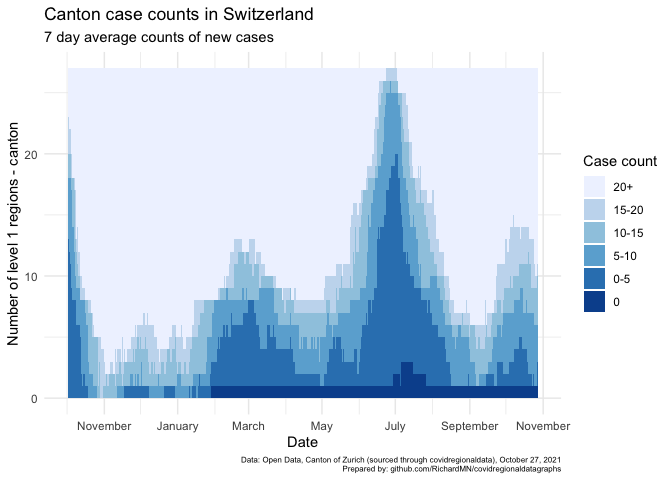 Canton case counts in Switzerland
7 day average counts of new cases
Number of level 1 regions - canton
20
10
0
November
January
March
May
July
September
November
Date
Case count
20+
15-20
10-15
5-10
0-5
0
Data: Open Data, Canton of Zurich (sourced through covidregionaldata), October 27, 2021
Prepared by: github.com/RichardMN/covidregionaldatagraphs